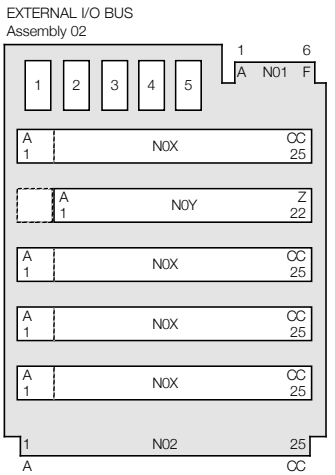 EXTERNAL I/O BUS
Assembly 02
1 6
A N01 F
1 2 3 4 5
A CC
1 N0X 25
A Z
1 N0Y 22
A CC
1 N0X 25
A CC
1 N0X 25
A CC
1 N0X 25
1 N02 25
A CC